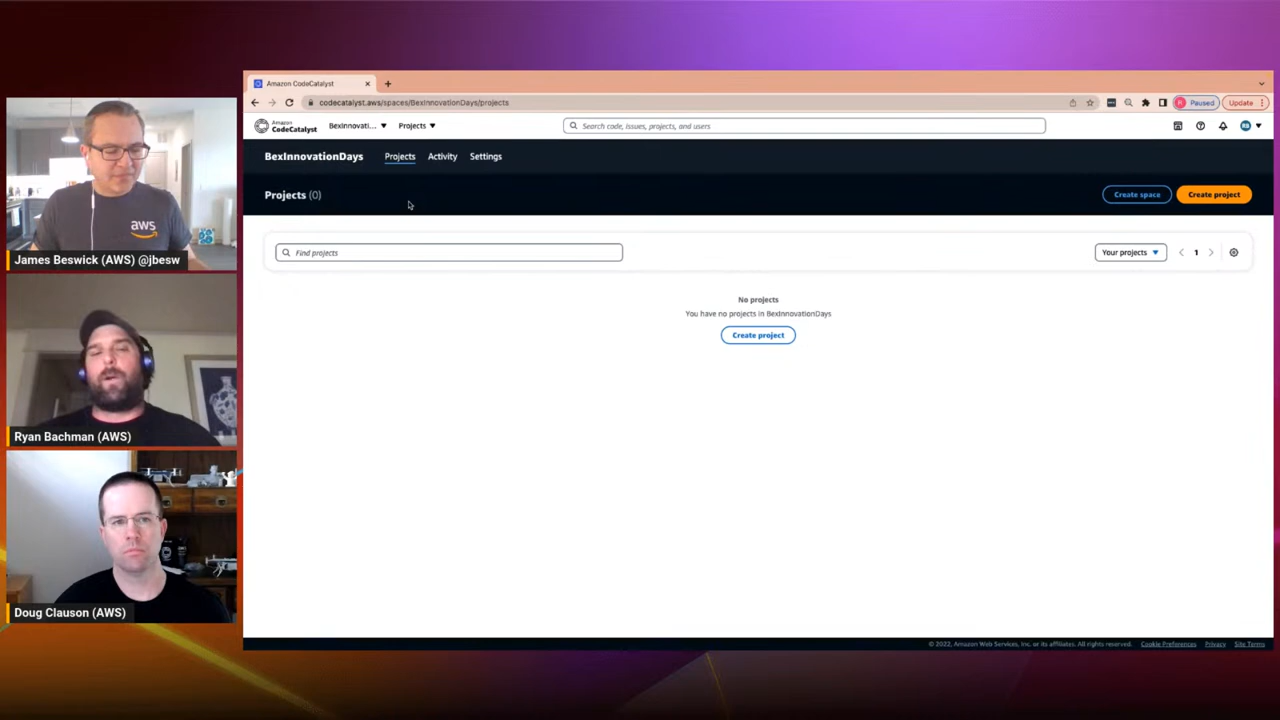 Amazon CodeCatalyst
codecatalyst.aws/spaces/BexInnovationDays/projects
Paused
Update
Amazon
CodeCatalyst
BexInnovati...
Projects
Search code, issues, projects, and users
RB
BexInnovationDays
Projects
Activity
Settings
Projects (0)
Create space
Create project
Find projects
Your projects
1
No projects
You have no projects in BexInnovationDays
Create project
© 2022, Amazon Web Services, Inc. or its affiliates. All rights reserved.
Cookie Preferences
Privacy
Site Terms
aws
James Beswick (AWS) @jbesw
Ryan Bachman (AWS)
Doug Clauson (AWS)